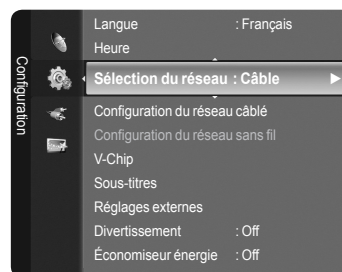 Configuration
Langue : Français
Heure
Sélection du réseau : Câble
Configuration du réseau câblé
Configuration du réseau sans fil
V-Chip
Sous-titres
Réglages externes
Divertissement : Off
Économiseur énergie : Off